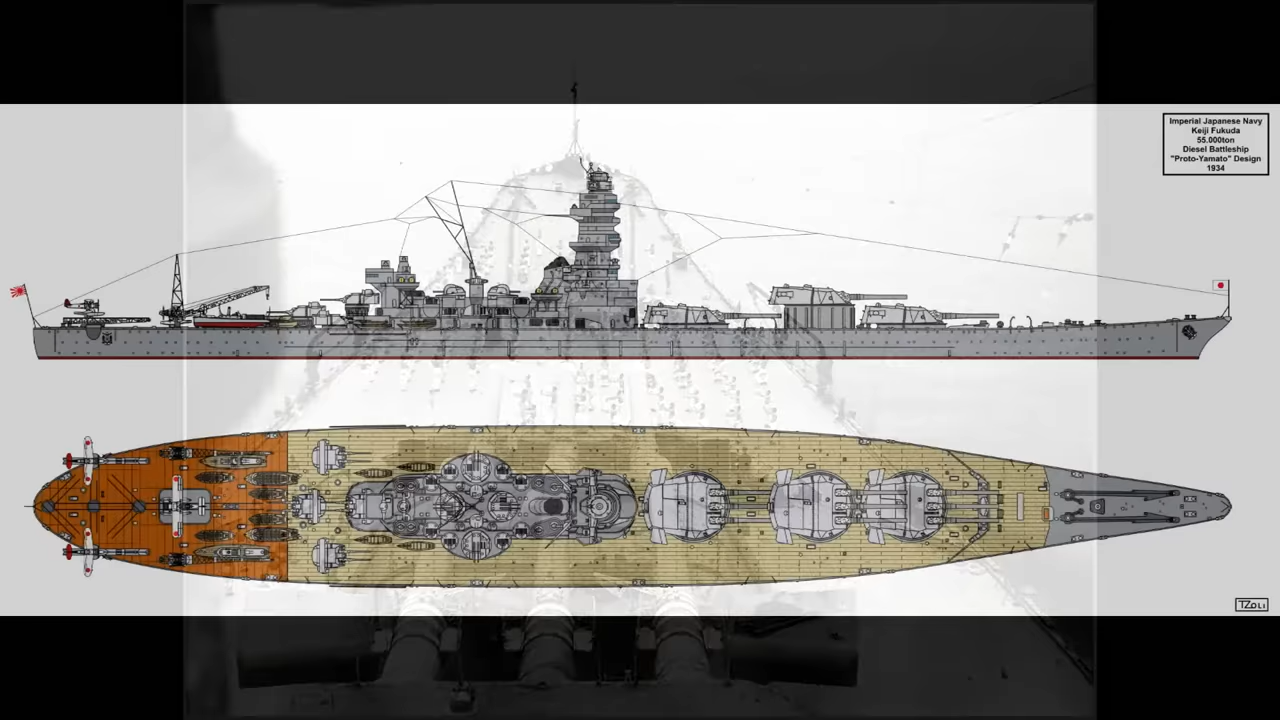 Imperial Japanese Navy
Keiji Fukuda
55.000ton
Diesel Battleship
"Proto-Yamato" Design
1934
TZoLi